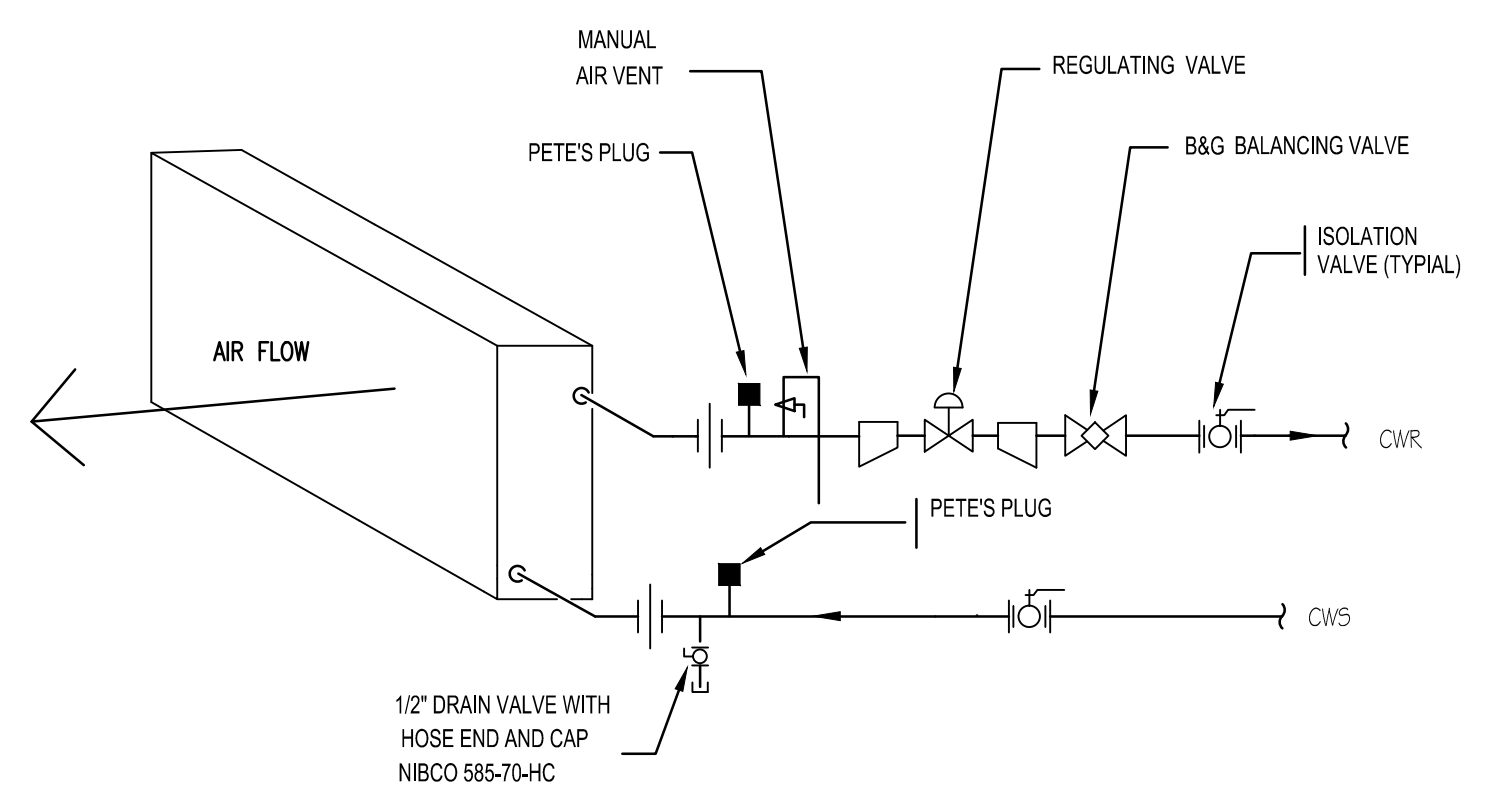 MANUAL
AIR VENT
REGULATING VALVE
PETE'S PLUG
B&G BALANCING VALVE
ISOLATION
VALVE (TYPIAL)
AIR FLOW
CWR
PETE'S PLUG
CWS
1/2" DRAIN VALVE WITH
HOSE END AND CAP
NIBCO 585-70-HC